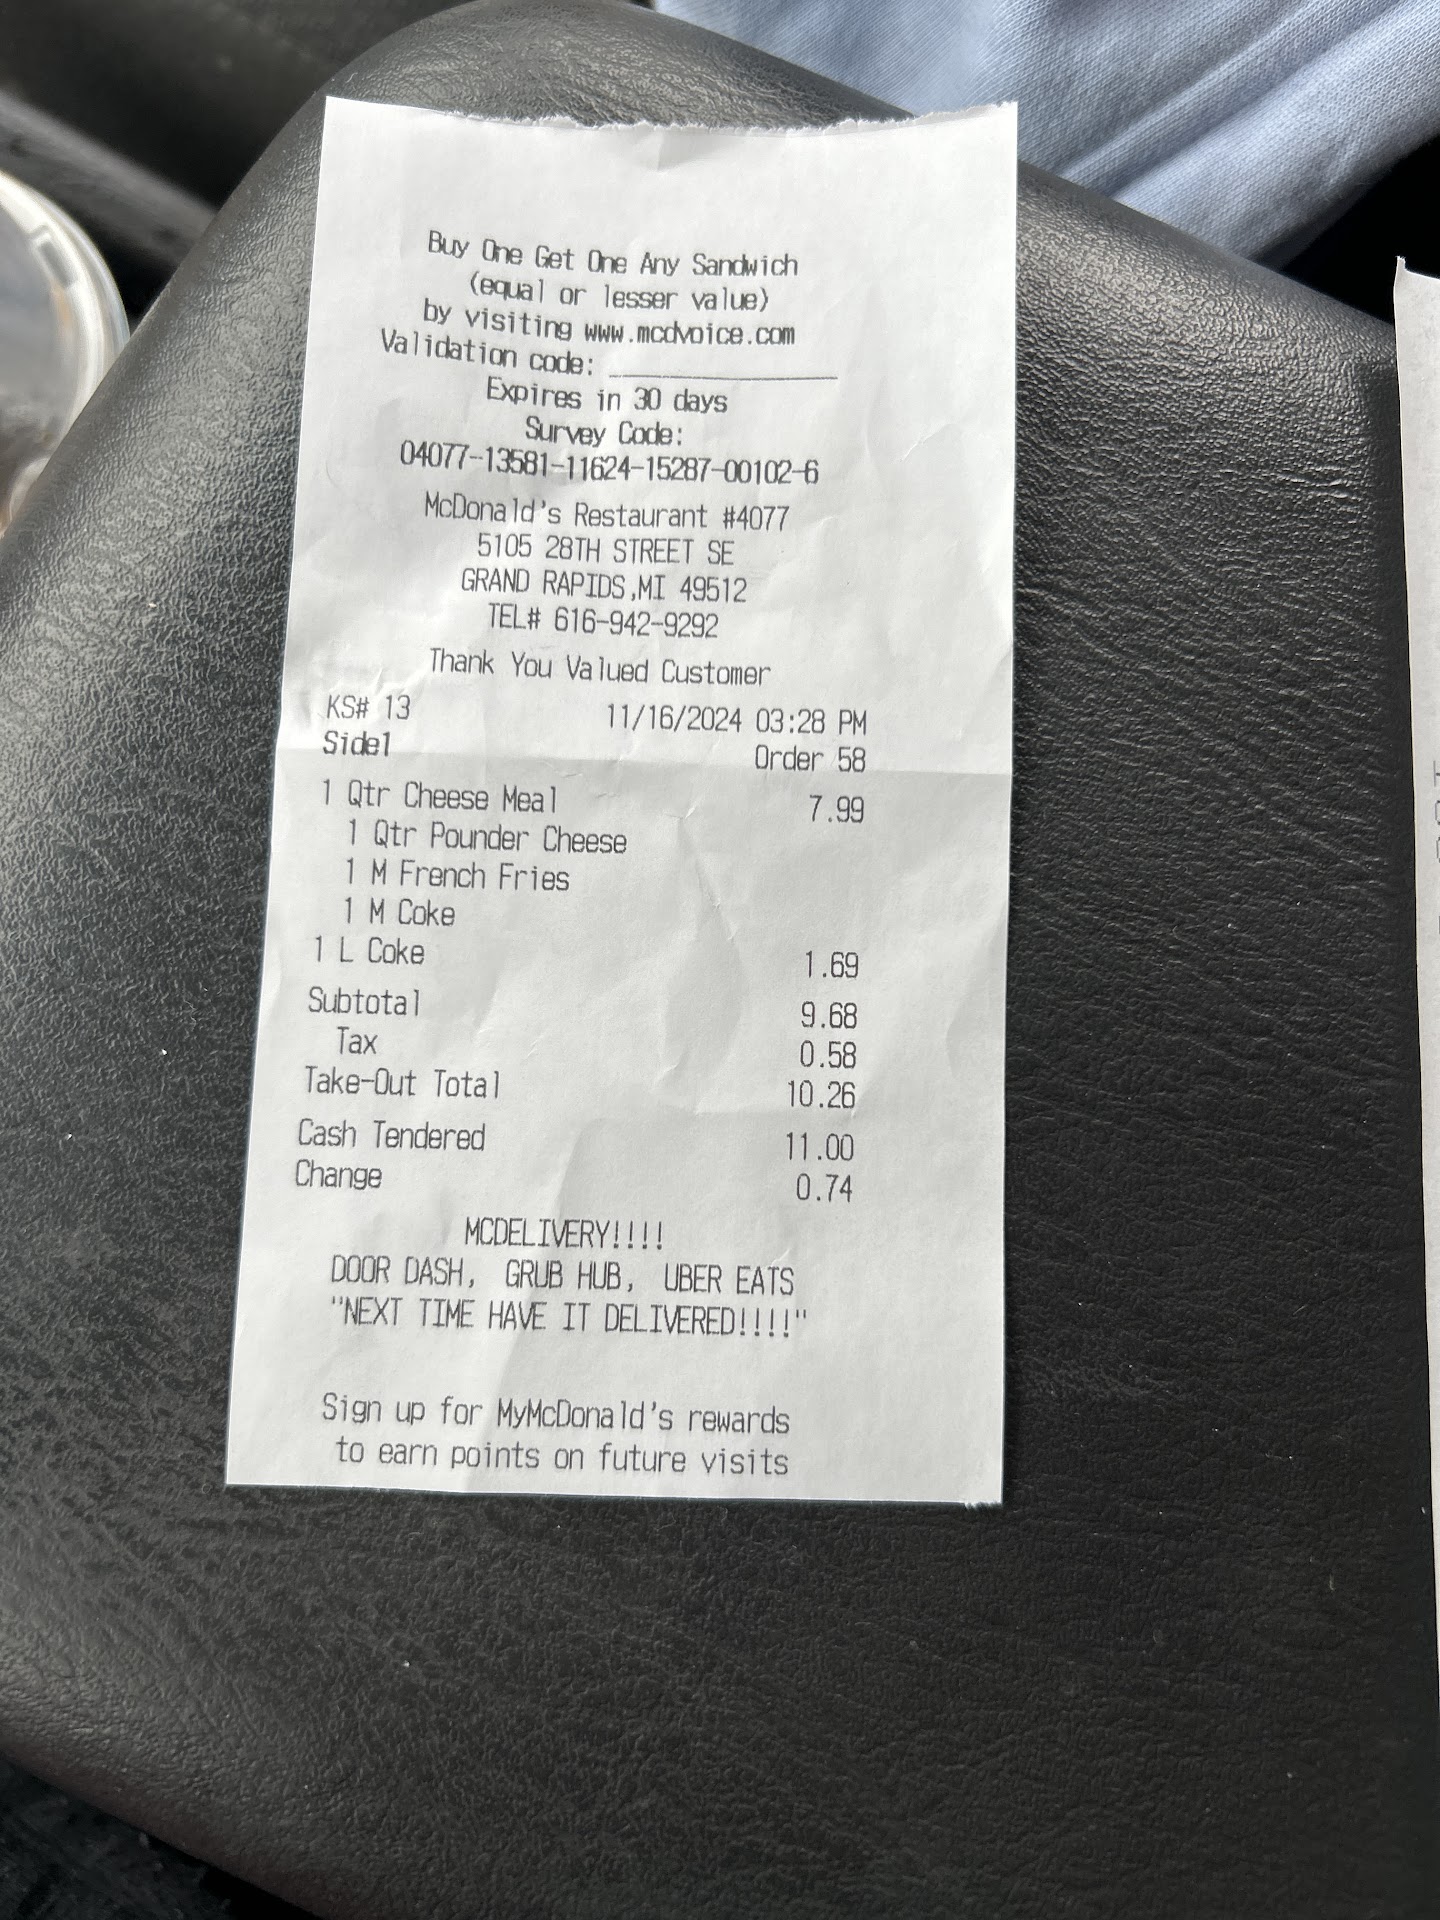 Buy One Get One Any Sandwich
(equal or lesser value)
by visiting www.mcdvoice.com
Validation code: ____________
Expires in 30 days
Survey Code:
04077-13581-11624-15287-00102-6
McDonald's Restaurant #4077
5105 28TH STREET SE
GRAND RAPIDS,MI 49512
TEL# 616-942-9292
Thank You Valued Customer
KS# 13 11/16/2024 03:28 PM
Side1 Order 58
1 Qtr Cheese Meal 7.99
1 Qtr Pounder Cheese
1 M French Fries
1 M Coke
1 L Coke 1.69
Subtotal 9.68
Tax 0.58
Take-Out Total 10.26
Cash Tendered 11.00
Change 0.74
MCDELIVERY!!!!
DOOR DASH, GRUB HUB, UBER EATS
"NEXT TIME HAVE IT DELIVERED!!!!"
Sign up for MyMcDonald's rewards
to earn points on future visits